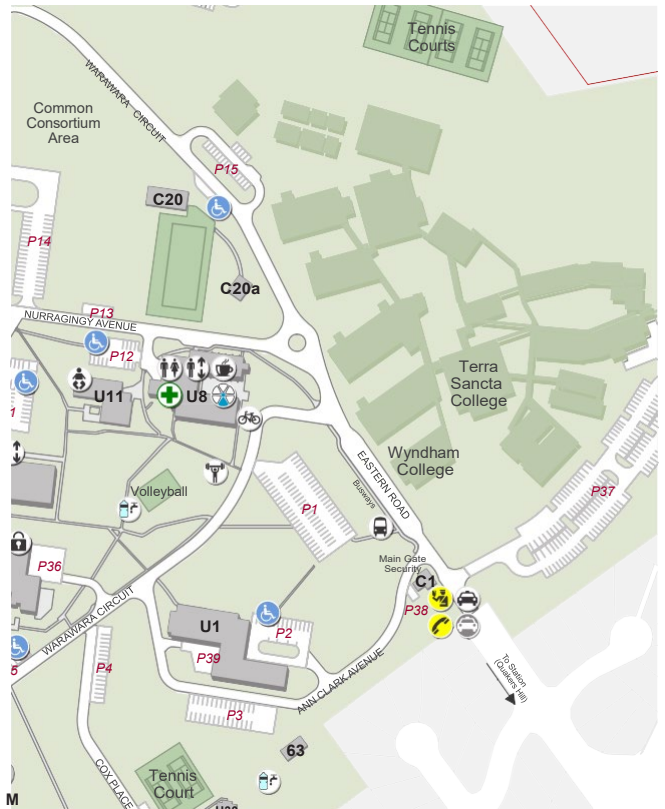 Tennis
Courts
WARAWARA CIRCUIT
Common
Consortium
Area
P15
C20
P14
C20a
P13
NURRAGINGY AVENUE
P12
Terra
Sancta
College
U11
U8
1
Wyndham
College
EASTERN ROAD
Busways
Volleyball
P1
P37
Main Gate
Security
P36
C1
P38
WARAWARA CIRCUIT
U1
P2
P39
P4
5
ANN CLARK AVENUE
To Station
(Quakers Hill)
P3
63
COX PLACE
Tennis
Court
M